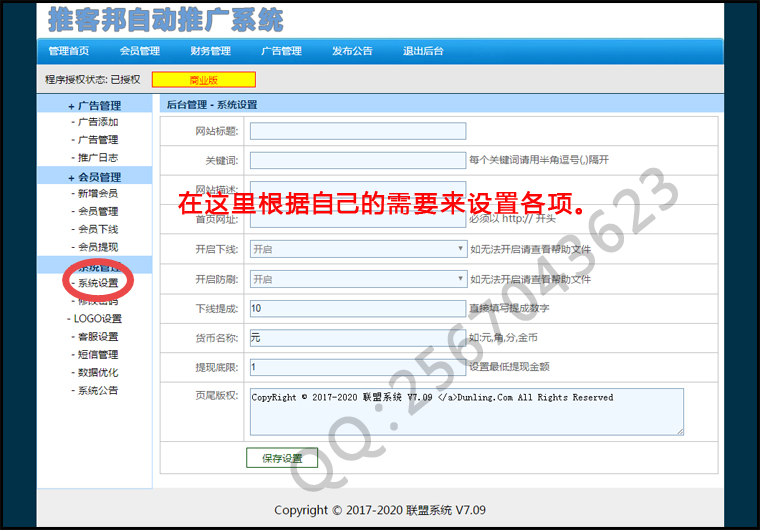 推客邦自动推广系统
管理首页 会员管理 财务管理 广告管理 发布公告 退出后台
程序授权状态: 已授权 商业版
+ 广告管理
- 广告添加
- 广告管理
- 推广日志
+ 会员管理
- 新增会员
- 会员管理
- 会员下线
- 会员提现
+ 系统管理
- 系统设置
- 修改密码
- LOGO设置
- 客服设置
- 短信管理
- 数据优化
- 系统公告
后台管理 - 系统设置
网站标题:
关键词: 每个关键词请用半角逗号(,)隔开
网站描述:
在这里根据自己的需要来设置各项。
首页网址: 必须以 http:// 开头
开启下线: 开启 如无法开启请查看帮助文件
开启防刷: 开启 如无法开启请查看帮助文件
下线提成: 10 直接填写提成数字
货币名称: 元 如:元,角,分,金币
提现底限: 1 设置最低提现金额
页尾版权: CopyRight © 2017-2020 联盟系统 V7.09 </a>Dunling.Com All Rights Reserved
保存设置
QQ:2567043623
Copyright © 2017-2020 联盟系统 V7.09